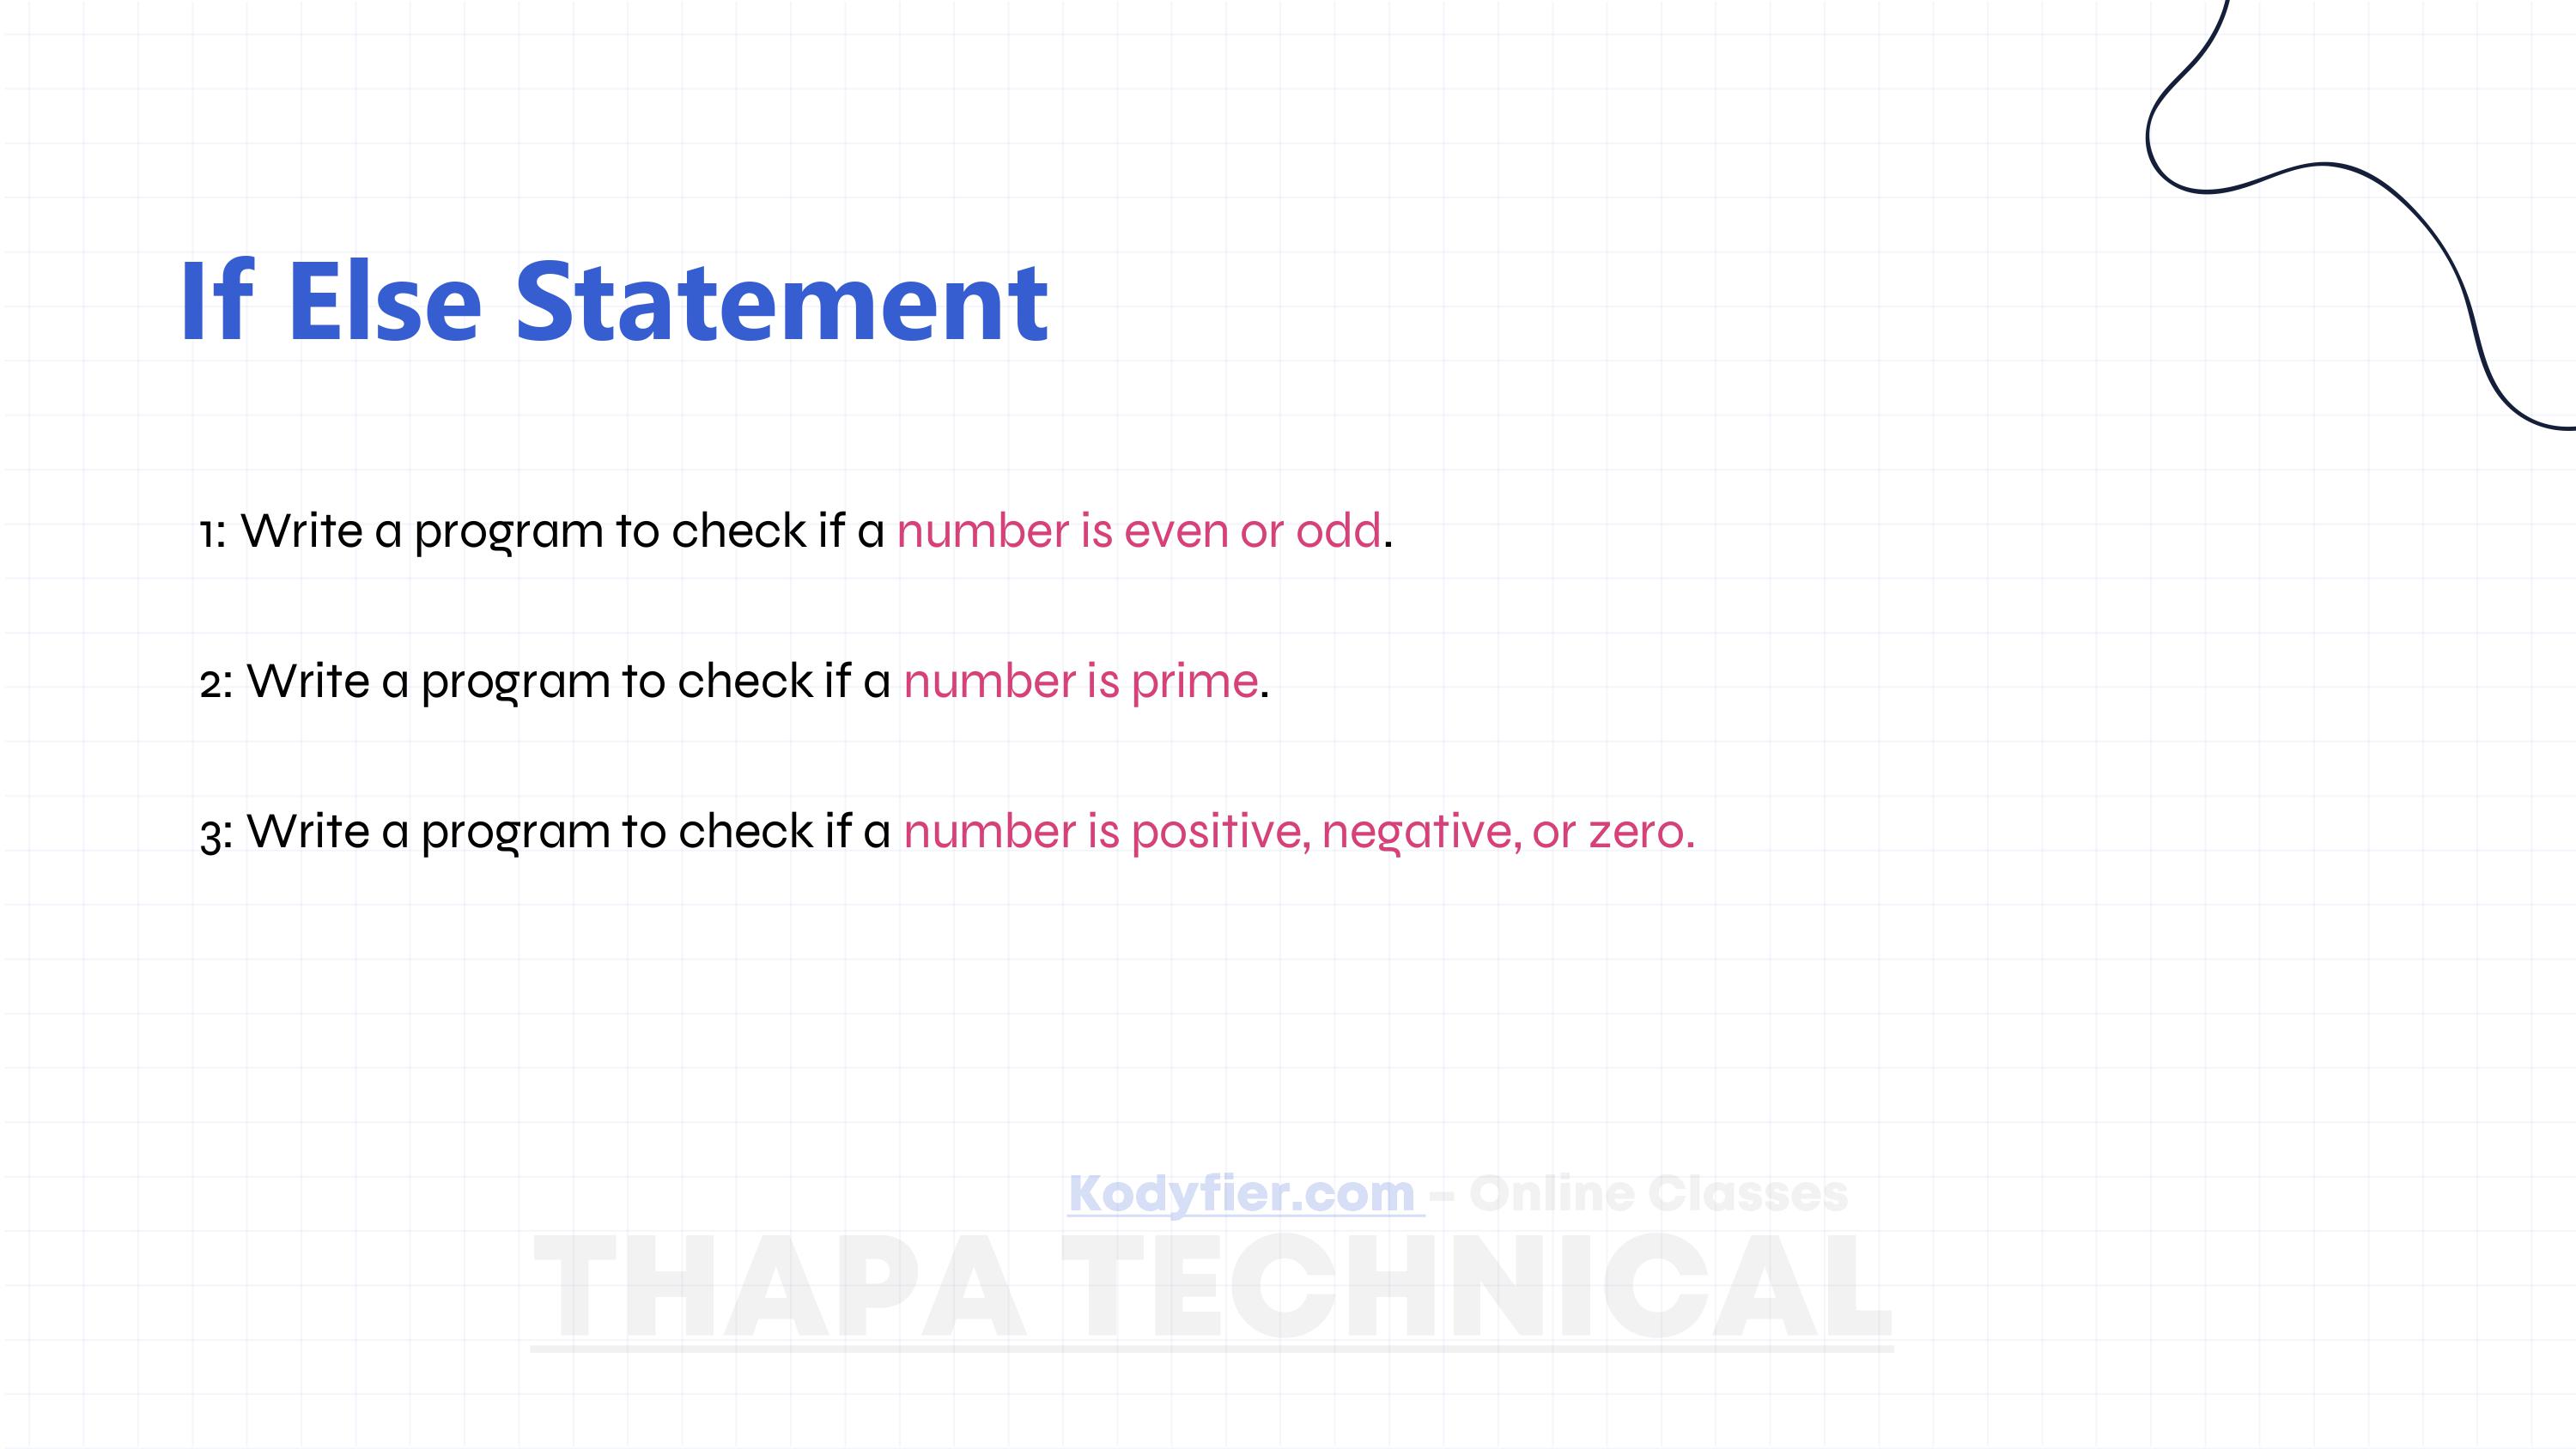 If Else Statement
1: Write a program to check if a number is even or odd.
2: Write a program to check if a number is prime.
3: Write a program to check if a number is positive, negative, or zero.
Kodyfier.com - Online Classes
THAPA TECHNICAL